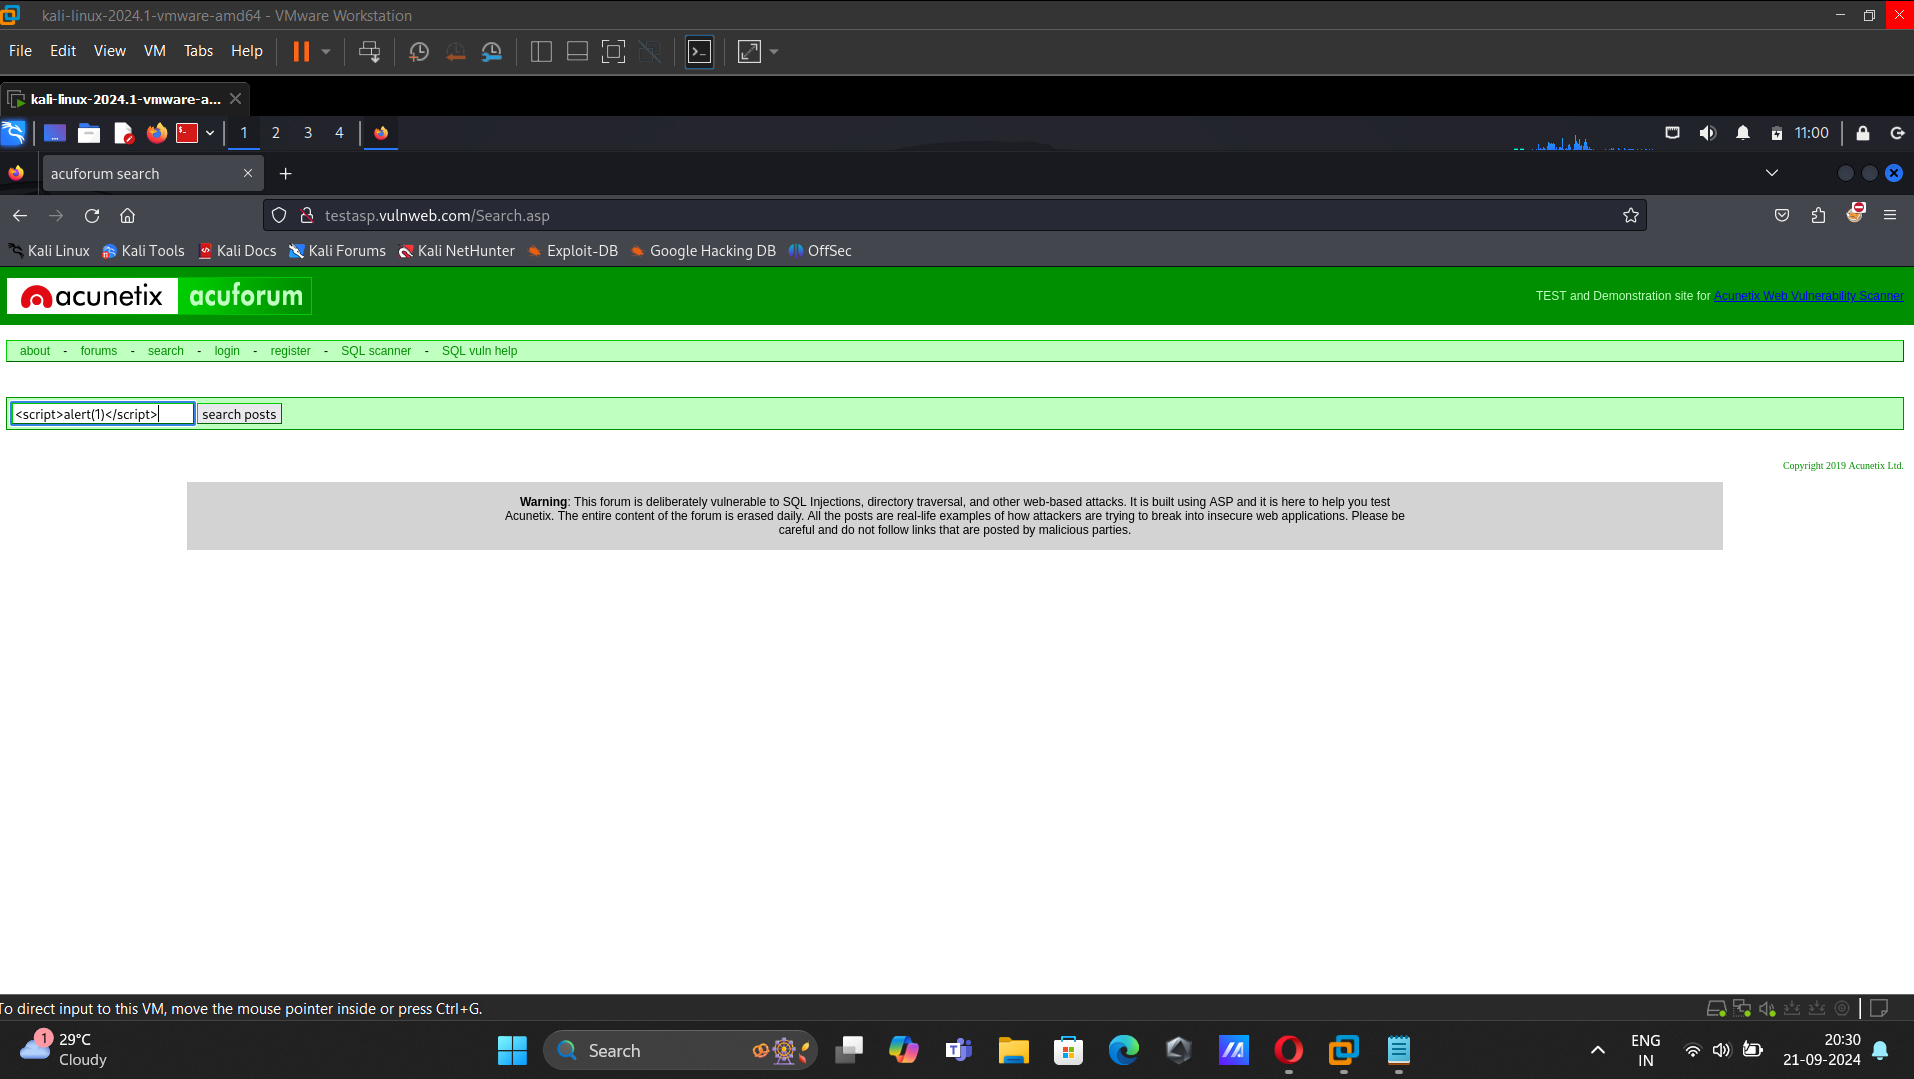 kali-linux-2024.1-vmware-amd64 - VMware Workstation
File Edit View VM Tabs Help
kali-linux-2024.1-vmware-a...
1 2 3 4 11:00
acuforum search
testasp.vulnweb.com/Search.asp
Kali Linux Kali Tools Kali Docs Kali Forums Kali NetHunter Exploit-DB Google Hacking DB OffSec
acunetix acuforum TEST and Demonstration site for Acunetix Web Vulnerability Scanner
about - forums - search - login - register - SQL scanner - SQL vuln help
<script>alert(1)</script> search posts
Copyright 2019 Acunetix Ltd.
Warning: This forum is deliberately vulnerable to SQL Injections, directory traversal, and other web-based attacks. It is built using ASP and it is here to help you test
Acunetix. The entire content of the forum is erased daily. All the posts are real-life examples of how attackers are trying to break into insecure web applications. Please be
careful and do not follow links that are posted by malicious parties.
To direct input to this VM, move the mouse pointer inside or press Ctrl+G.
1 29°C Search ENG 20:30
Cloudy IN 21-09-2024